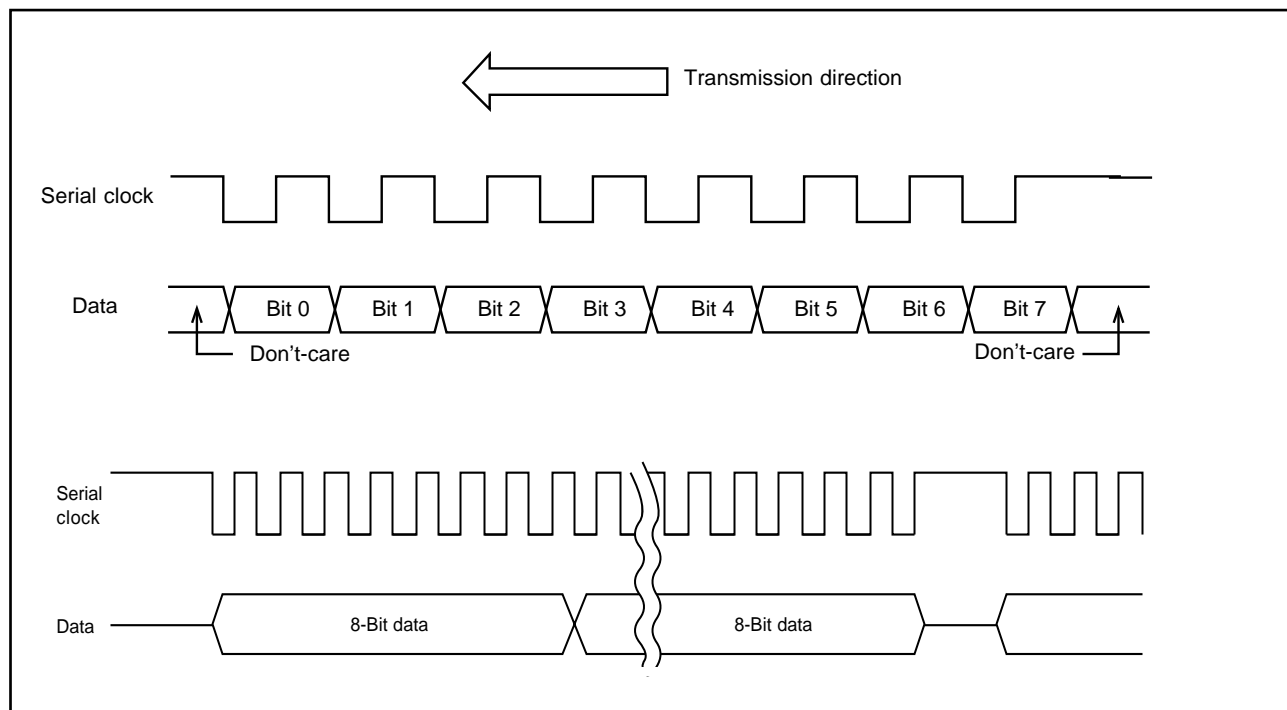 Transmission direction
Serial clock
Data
Bit 0 Bit 1 Bit 2 Bit 3 Bit 4 Bit 5 Bit 6 Bit 7
Don't-care Don't-care
Serial
clock
Data
8-Bit data 8-Bit data